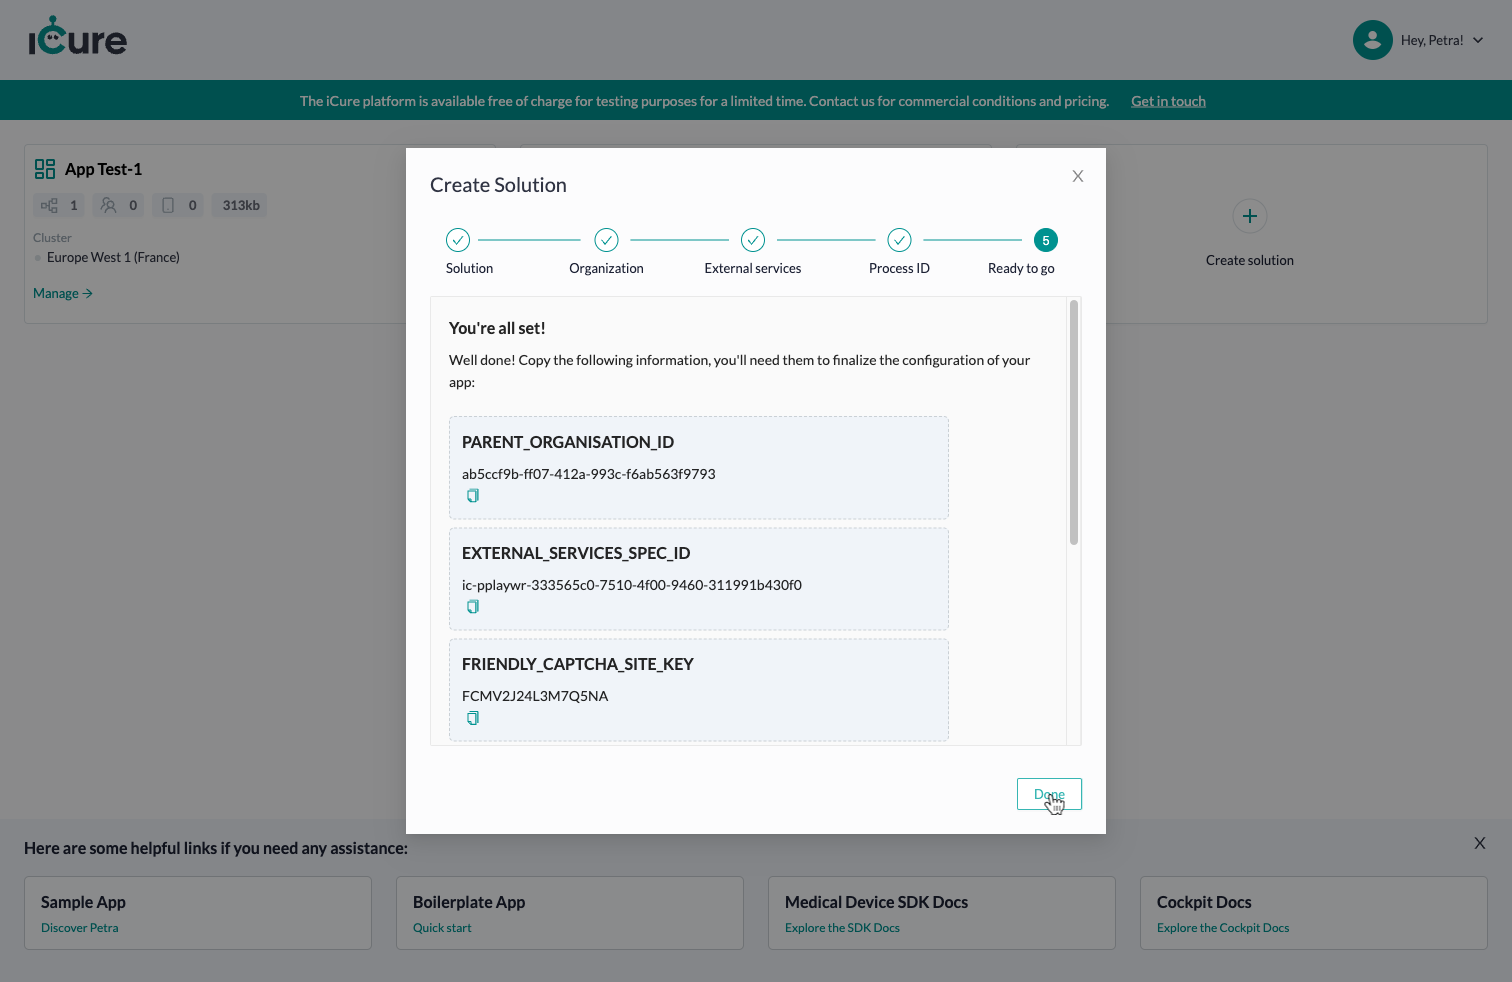 iCure
Hey, Petra!
The iCure platform is available free of charge for testing purposes for a limited time. Contact us for commercial conditions and pricing. Get in touch
App Test-1
1 0 0 313kb
Cluster
Europe West 1 (France)
Manage
Create solution
Create Solution
X
5
Solution Organization External services Process ID Ready to go
You're all set!
Well done! Copy the following information, you'll need them to finalize the configuration of your
app:
PARENT_ORGANISATION_ID
ab5ccf9b-ff07-412a-993c-f6ab563f9793
EXTERNAL_SERVICES_SPEC_ID
ic-pplaywr-333565c0-7510-4f00-9460-311991b430f0
FRIENDLY_CAPTCHA_SITE_KEY
FCMV2J24L3M7Q5NA
Done
Here are some helpful links if you need any assistance:
X
Sample App
Discover Petra
Boilerplate App
Quick start
Medical Device SDK Docs
Explore the SDK Docs
Cockpit Docs
Explore the Cockpit Docs